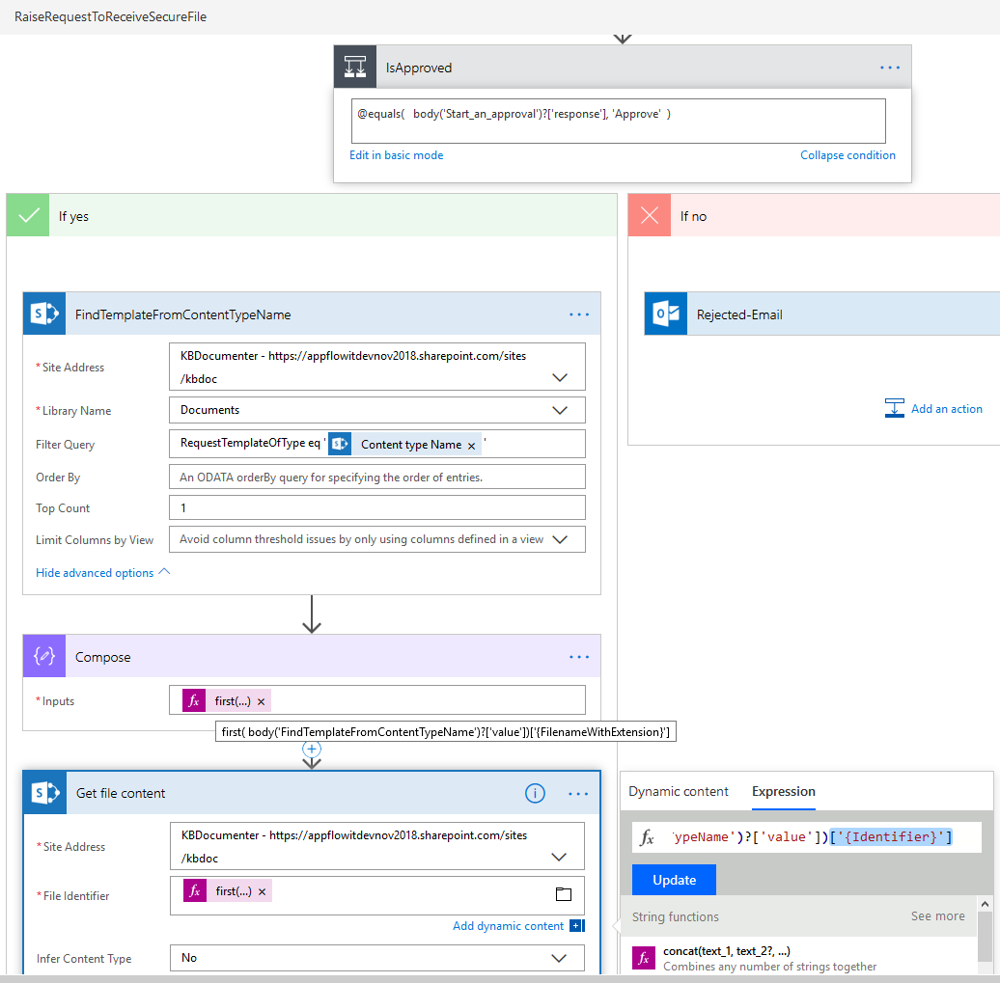 RaiseRequestToReceiveSecureFile
IsApproved
@equals( body('Start_an_approval')?['response'], 'Approve' )
Edit in basic mode
Collapse condition
If yes
If no
FindTemplateFromContentTypeName
* Site Address
KBDocumenter - https://appflowitdevnov2018.sharepoint.com/sites
/kbdoc
* Library Name
Documents
Filter Query
RequestTemplateOfType eq ' Content type Name × '
Order By
An ODATA orderBy query for specifying the order of entries.
Top Count
1
Limit Columns by View
Avoid column threshold issues by only using columns defined in a view
Hide advanced options
Rejected-Email
Add an action
Compose
* Inputs
fx first(...) ×
first( body('FindTemplateFromContentTypeName')?['value'])['{FilenameWithExtension}']
Get file content
* Site Address
KBDocumenter - https://appflowitdevnov2018.sharepoint.com/sites
/kbdoc
* File Identifier
fx first(...) ×
Add dynamic content
Infer Content Type
No
Dynamic content
Expression
fx ypeName')?['value'])['{Identifier}']
Update
String functions
See more
fx concat(text_1, text_2?, ...)
Combines any number of strings together